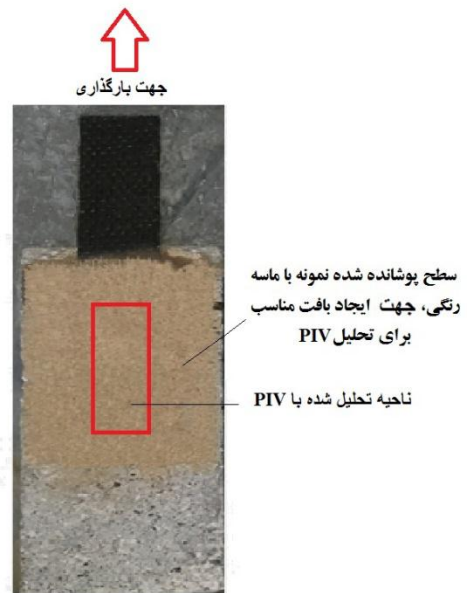 جهت بارگذاری
سطح پوشانده شده نمونه با ماسه
رنگی، جهت ایجاد بافت مناسب
برای تحلیل PIV
ناحیه تحلیل شده با PIV